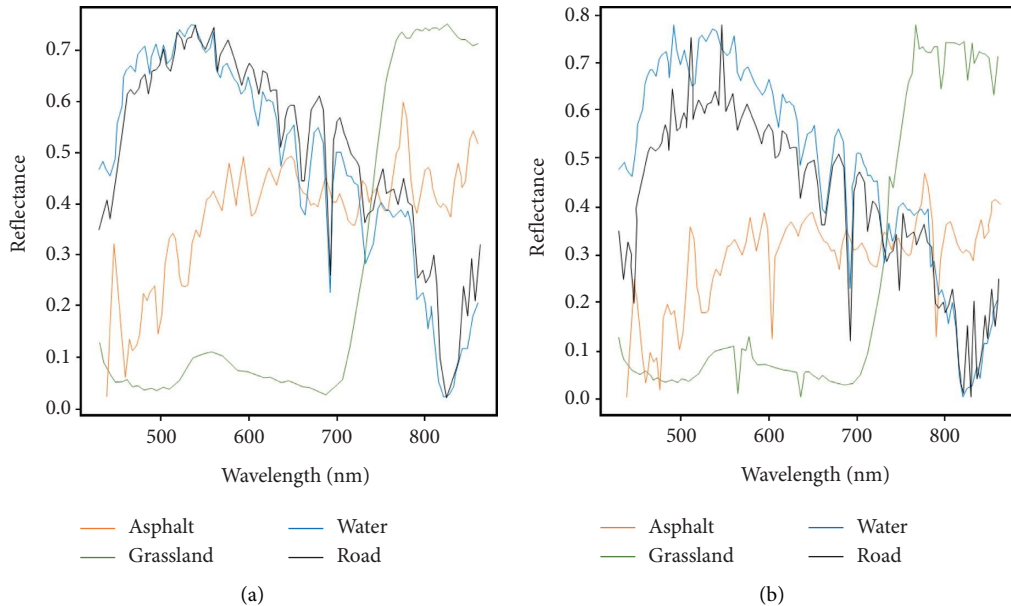 0.7
0.6
0.5
0.4
0.3
0.2
0.1
0.0
Reflectance
500 600 700 800
Wavelength (nm)
Asphalt Water
Grassland Road
(a)
0.8
0.7
0.6
0.5
0.4
0.3
0.2
0.1
0.0
Reflectance
500 600 700 800
Wavelength (nm)
Asphalt Water
Grassland Road
(b)